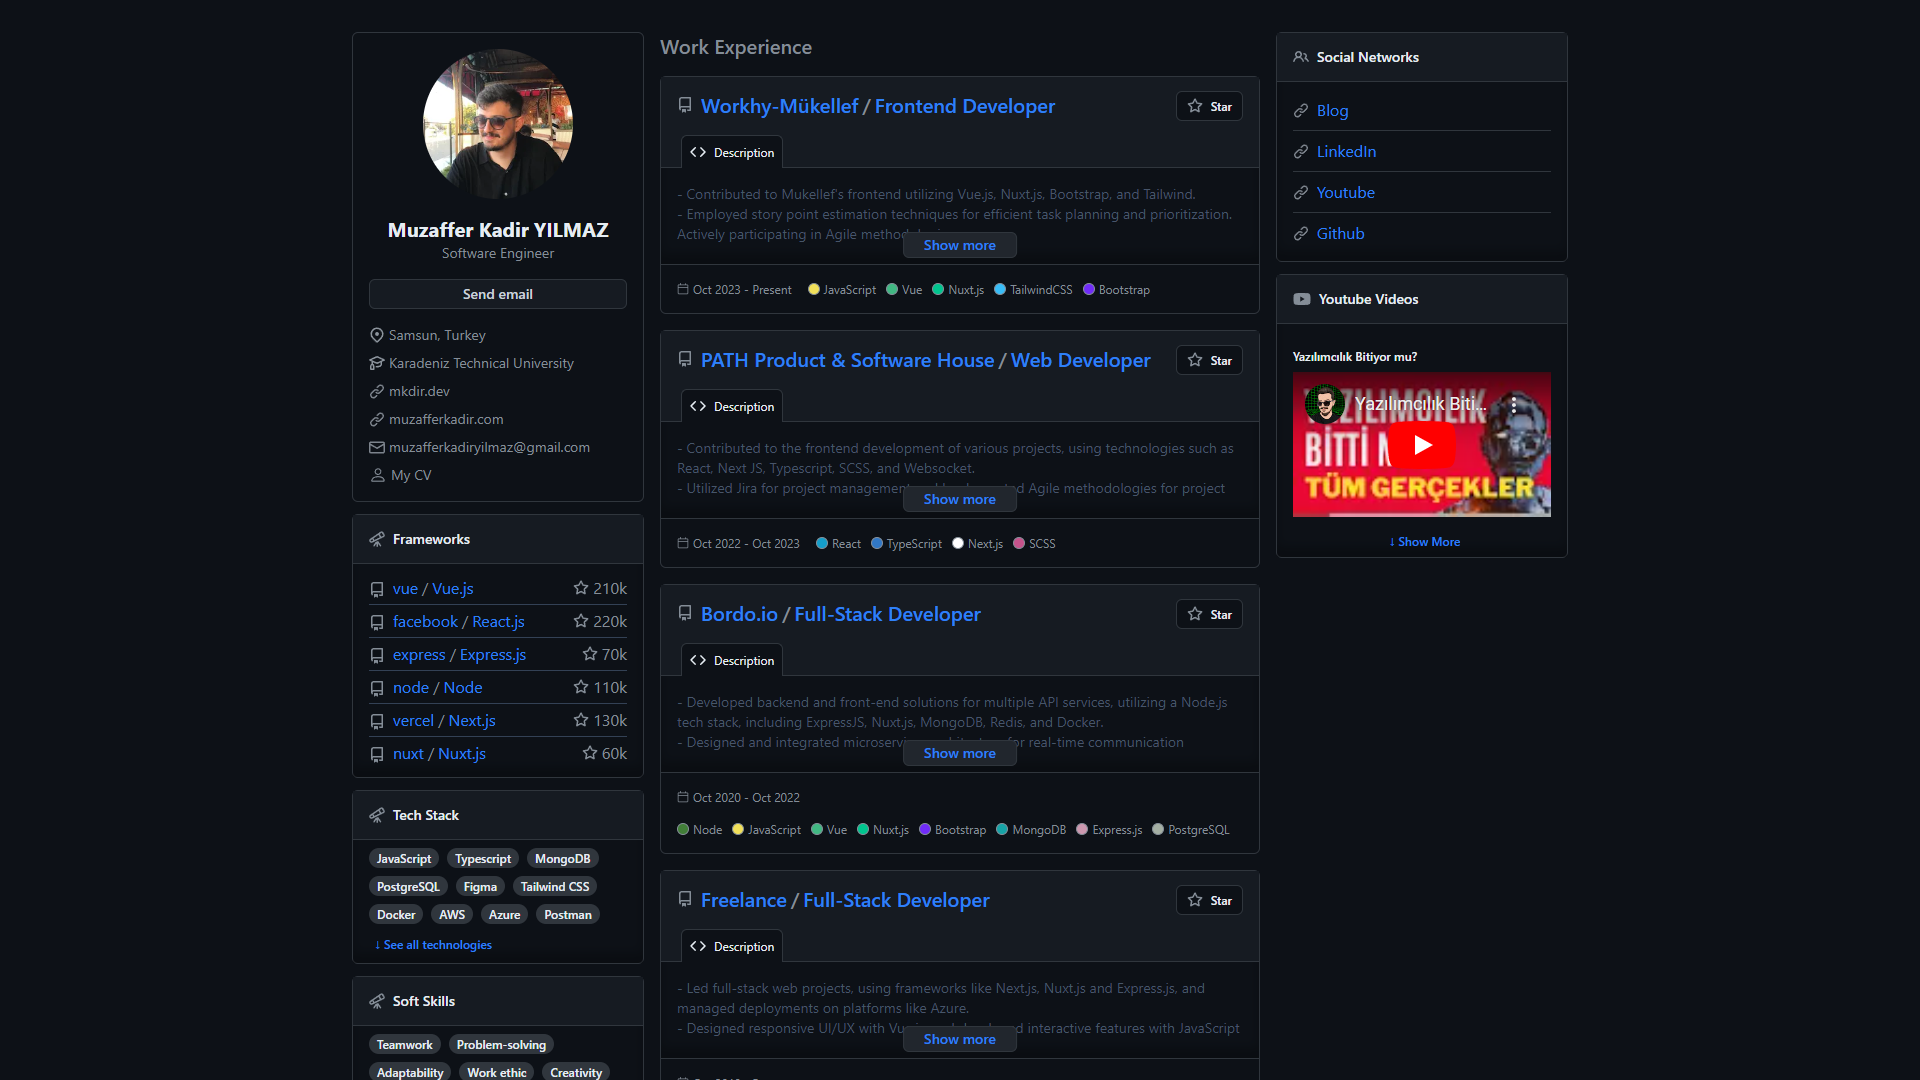 Muzaffer Kadir YILMAZ
Software Engineer
Send email
Samsun, Turkey
Karadeniz Technical University
mkdir.dev
muzafferkadir.com
muzafferkadiryilmaz@gmail.com
My CV
Frameworks
vue / Vue.js 210k
facebook / React.js 220k
express / Express.js 70k
node / Node 110k
vercel / Next.js 130k
nuxt / Nuxt.js 60k
Tech Stack
JavaScript Typescript MongoDB
PostgreSQL Figma Tailwind CSS
Docker AWS Azure Postman
↓ See all technologies
Soft Skills
Teamwork Problem-solving
Adaptability Work ethic Creativity
Work Experience
Workhy-Mükellef / Frontend Developer Star
Description
- Contributed to Mukellef's frontend utilizing Vue.js, Nuxt.js, Bootstrap, and Tailwind.
- Employed story point estimation techniques for efficient task planning and prioritization.
Actively participating in Agile
Show more
Oct 2023 - Present JavaScript Vue Nuxt.js TailwindCSS Bootstrap
PATH Product & Software House / Web Developer Star
Description
- Contributed to the frontend development of various projects, using technologies such as
React, Next JS, Typescript, SCSS, and Websocket.
- Utilized Jira for project management Agile methodologies for project
Show more
Oct 2022 - Oct 2023 React TypeScript Next.js SCSS
Bordo.io / Full-Stack Developer Star
Description
- Developed backend and front-end solutions for multiple API services, utilizing a Node.js
tech stack, including ExpressJS, Nuxt.js, MongoDB, Redis, and Docker.
- Designed and integrated for real-time communication
Show more
Oct 2020 - Oct 2022
Node JavaScript Vue Nuxt.js Bootstrap MongoDB Express.js PostgreSQL
Freelance / Full-Stack Developer Star
Description
- Led full-stack web projects, using frameworks like Next.js, Nuxt.js and Express.js, and
managed deployments on platforms like Azure.
- Designed responsive UI/UX with interactive features with JavaScript
Show more
Social Networks
Blog
LinkedIn
Youtube
Github
Youtube Videos
Yazılımcılık Bitiyor mu?
Yazılımcılık Biti...
YAZILIMCILIK
BİTTİ
TÜM GERÇEKLER
↓ Show More